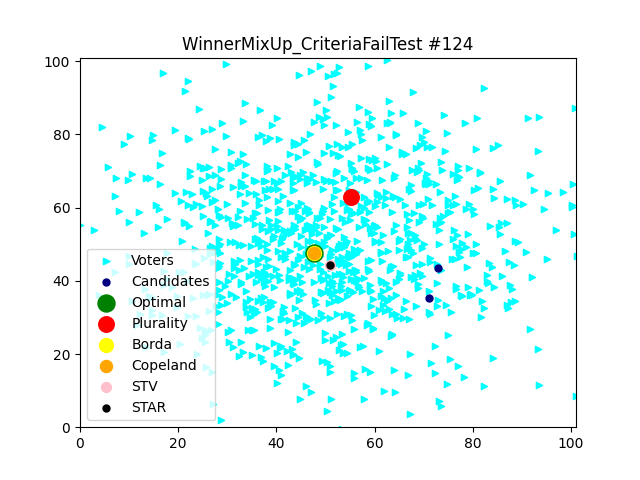 WinnerMixUp_CriteriaFailTest #124
100
80
60
40
20
0
Voters
Candidates
Optimal
Plurality
Borda
Copeland
STV
STAR
0 20 40 60 80 100